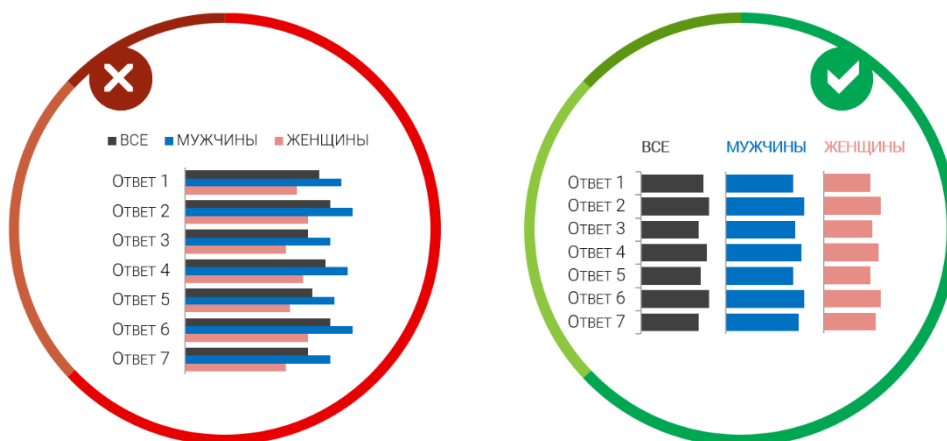 ВСЕ МУЖЧИНЫ ЖЕНЩИНЫ
Ответ 1
Ответ 2
Ответ 3
Ответ 4
Ответ 5
Ответ 6
Ответ 7
ВСЕ МУЖЧИНЫ ЖЕНЩИНЫ
Ответ 1
Ответ 2
Ответ 3
Ответ 4
Ответ 5
Ответ 6
Ответ 7